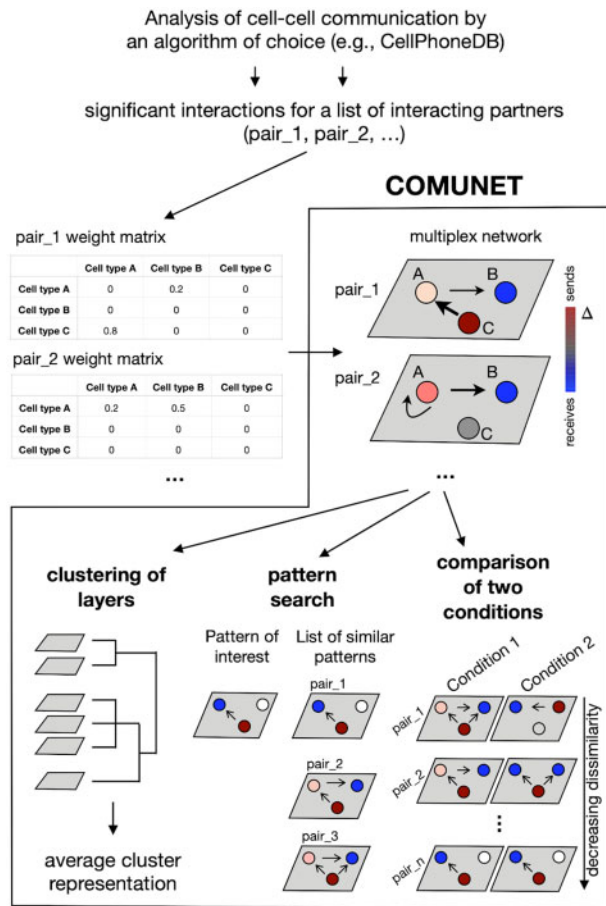 Analysis of cell-cell communication by
an algorithm of choice (e.g., CellPhoneDB)
significant interactions for a list of interacting partners
(pair_1, pair_2, …)
COMUNET
pair_1 weight matrix
Cell type A Cell type B Cell type C
Cell type A 0 0.2 0
Cell type B 0 0 0
Cell type C 0.8 0 0
pair_2 weight matrix
Cell type A Cell type B Cell type C
Cell type A 0.2 0.5 0
Cell type B 0 0 0
Cell type C 0 0 0
...
multiplex network
pair_1
A
B
C
pair_2
A
B
C
sends
Δ
receives
...
clustering of
layers
average cluster
representation
pattern
search
Pattern of
interest
List of similar
patterns
pair_1
pair_2
pair_3
comparison
of two
conditions
Condition 1
Condition 2
pair_1
pair_2
...
pair_n
decreasing dissimilarity